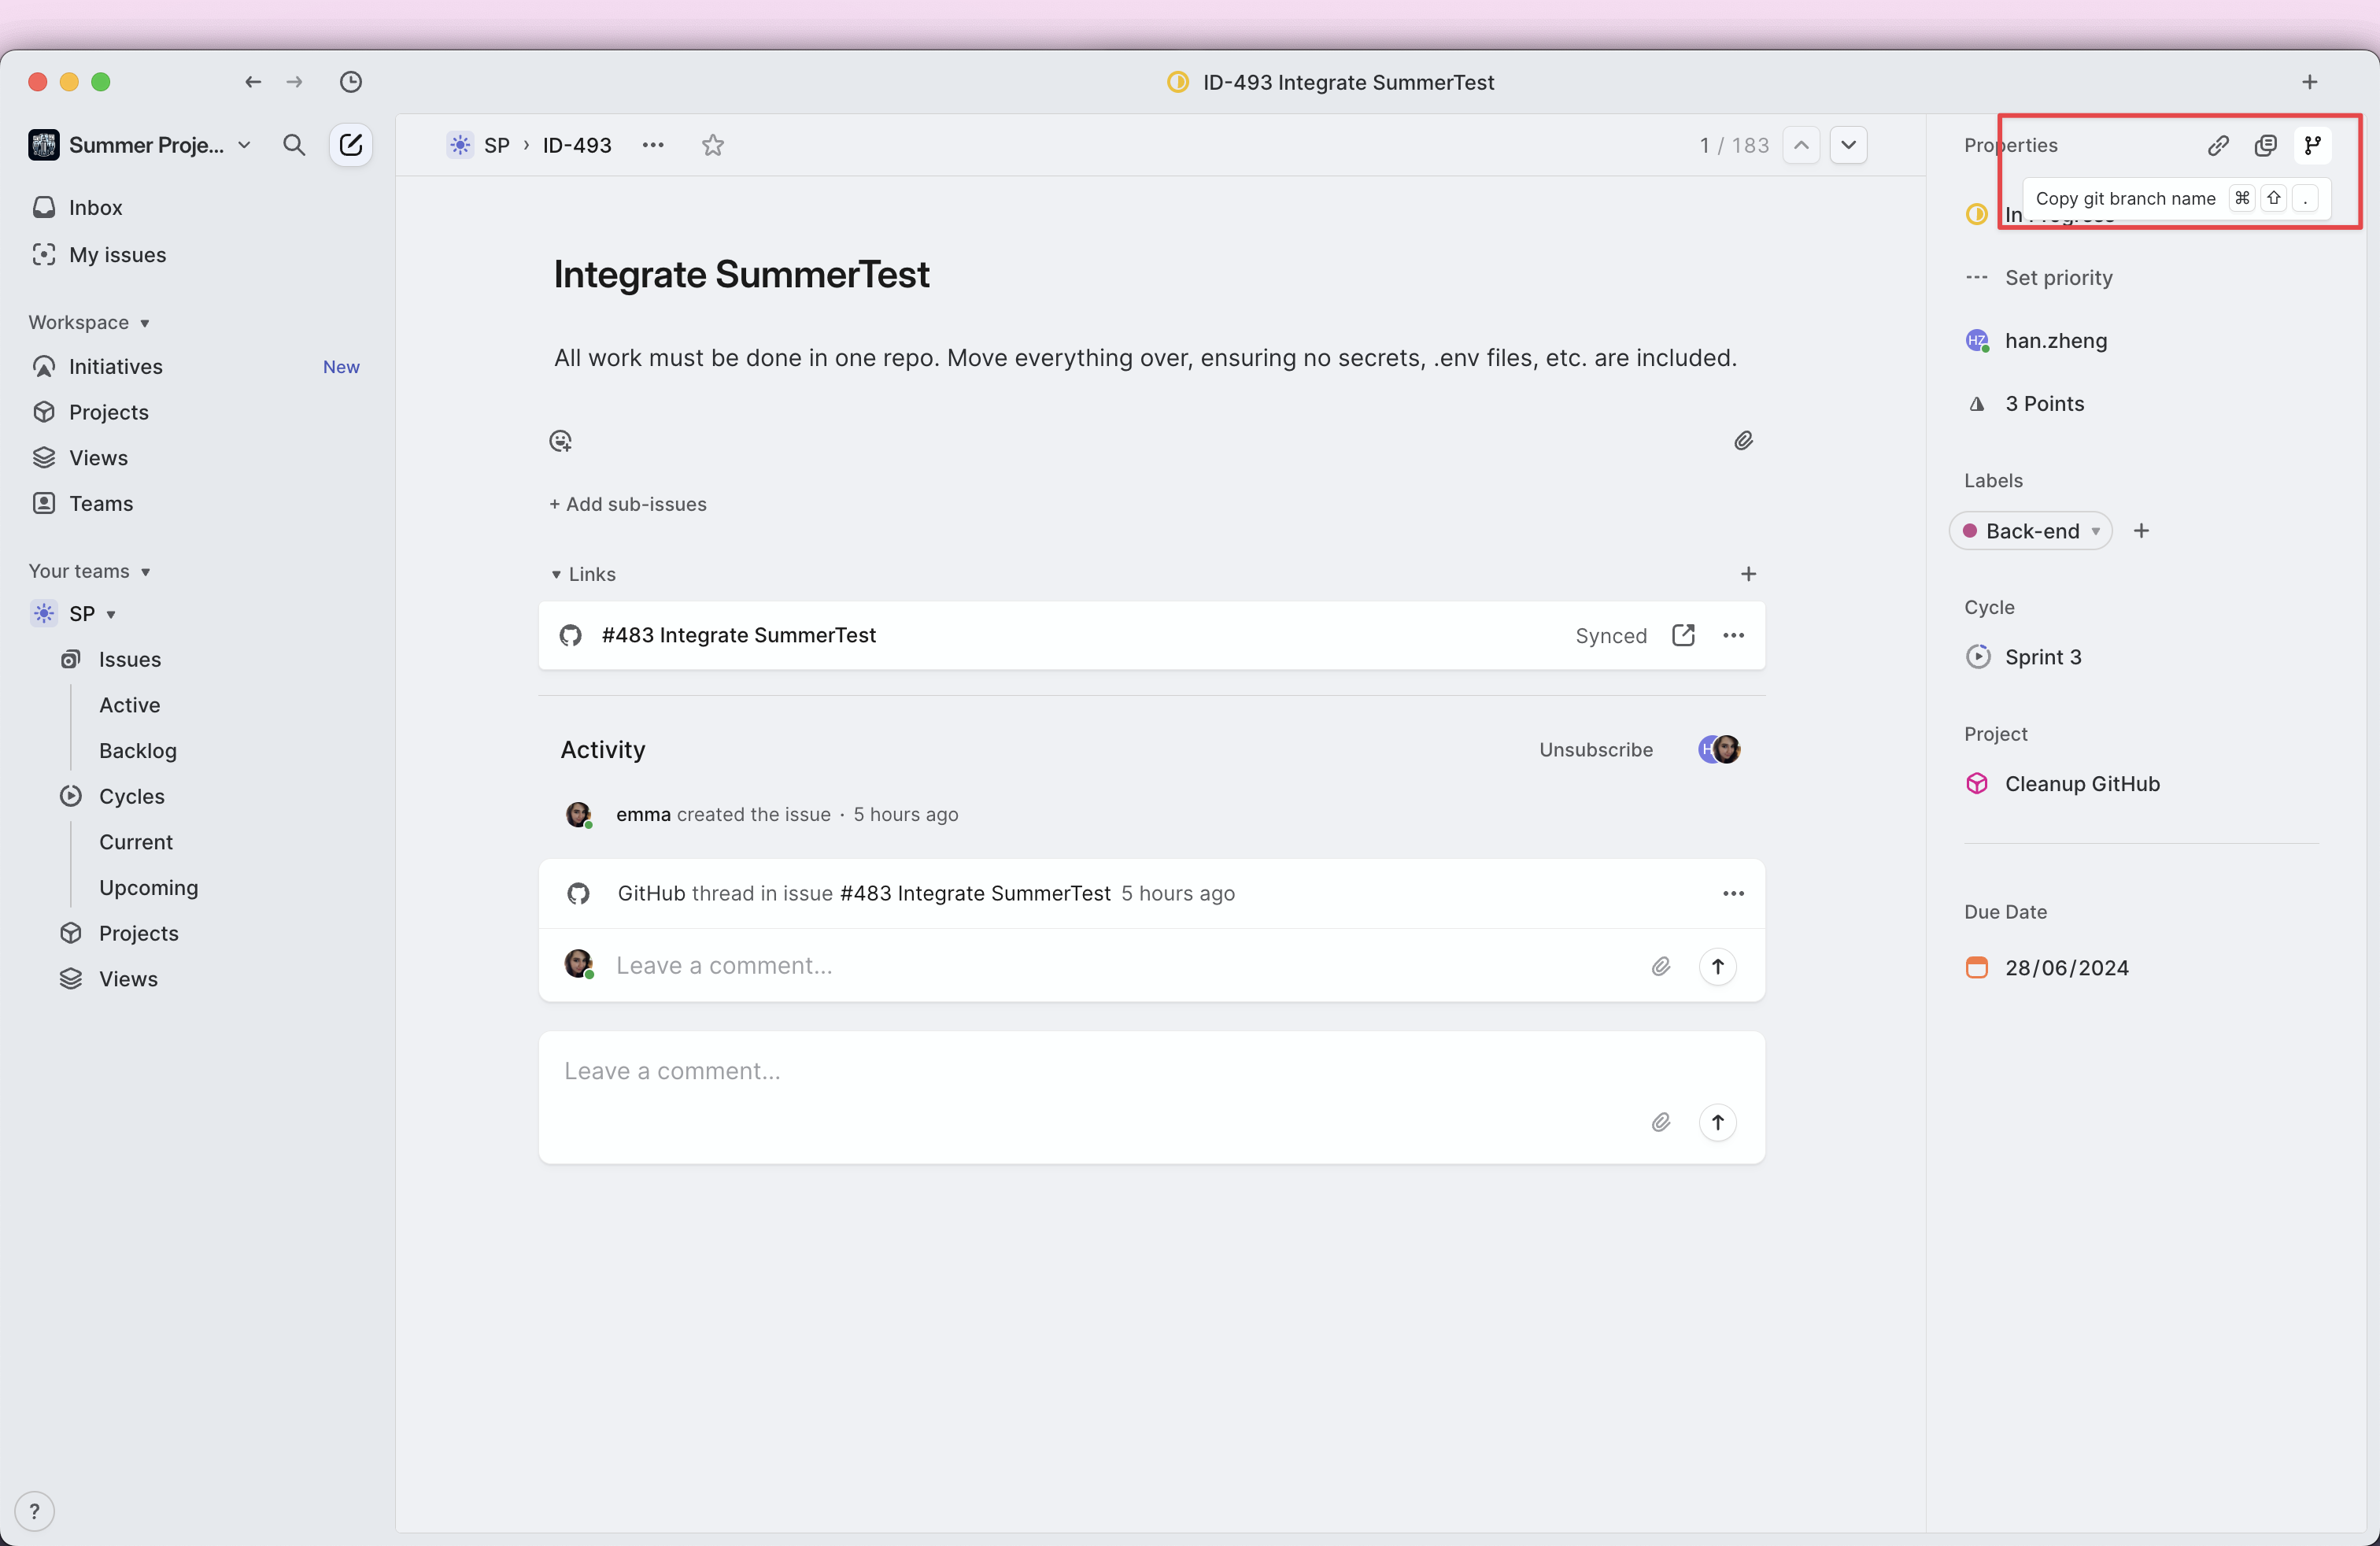 ID-493 Integrate SummerTest
Summer Proje...
Inbox
My issues
Workspace
Initiatives New
Projects
Views
Teams
Your teams
SP
Issues
Active
Backlog
Cycles
Current
Upcoming
Projects
Views
?
SP › ID-493
1 / 183
Integrate SummerTest
All work must be done in one repo. Move everything over, ensuring no secrets, .env files, etc. are included.
+ Add sub-issues
Links
#483 Integrate SummerTest Synced
Activity Unsubscribe
emma created the issue · 5 hours ago
GitHub thread in issue #483 Integrate SummerTest 5 hours ago
Leave a comment...
Leave a comment...
Properties
Copy git branch name ⌘ ⇧ .
In Progress
Set priority
HZ han.zheng
3 Points
Labels
Back-end
Cycle
Sprint 3
Project
Cleanup GitHub
Due Date
28/06/2024